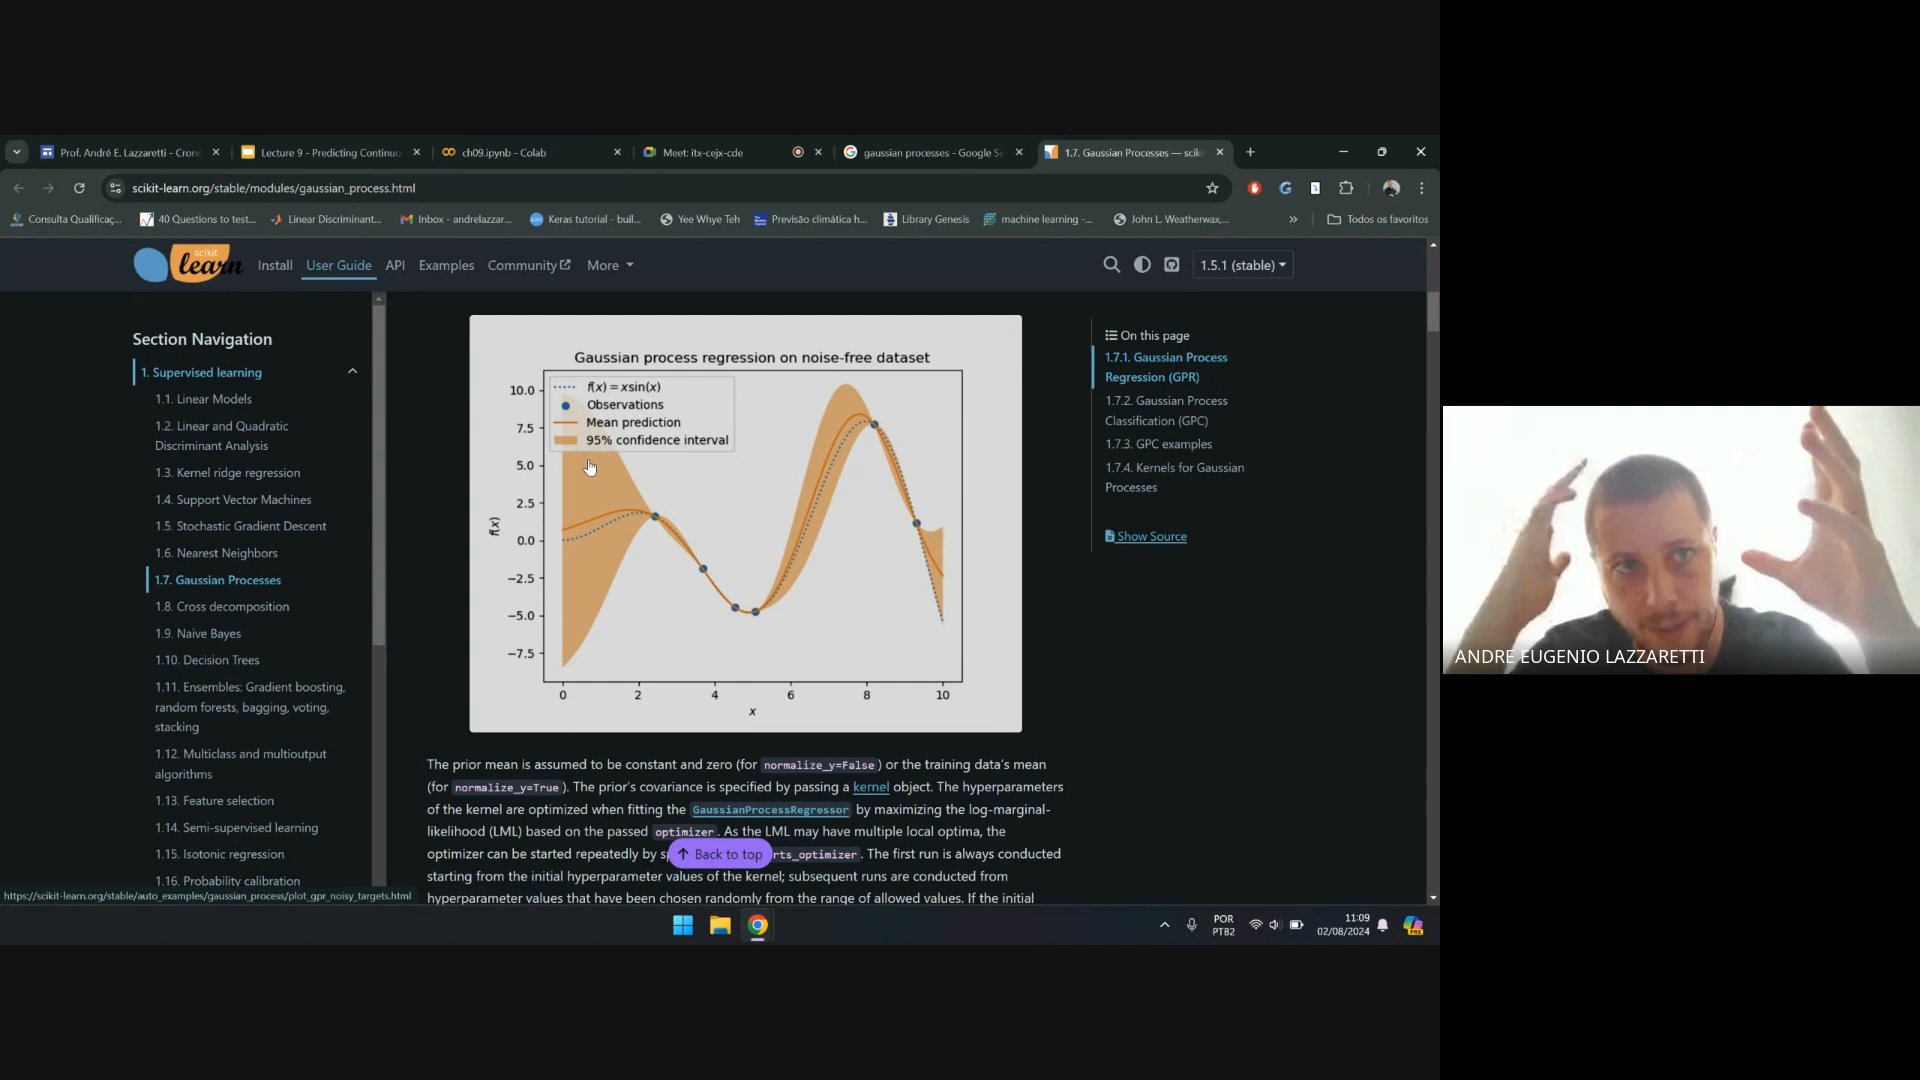 Prof. André E. Lazzaretti - Cron
Lecture 9 - Predicting Continuo
ch09.ipynb - Colab
Meet: itx-cejx-cde
gaussian processes - Google Se
1.7. Gaussian Processes — scik
scikit-learn.org/stable/modules/gaussian_process.html
Consulta Qualificaç...
40 Questions to test...
Linear Discriminant...
Inbox - andrelazzar...
Keras tutorial - buil...
Yee Whye Teh
Previsão climática h...
Library Genesis
machine learning -...
John L. Weatherwax,...
»
Todos os favoritos
scikit
learn
Install
User Guide
API
Examples
Community
More
1.5.1 (stable)
Section Navigation
1. Supervised learning
1.1. Linear Models
1.2. Linear and Quadratic
Discriminant Analysis
1.3. Kernel ridge regression
1.4. Support Vector Machines
1.5. Stochastic Gradient Descent
1.6. Nearest Neighbors
1.7. Gaussian Processes
1.8. Cross decomposition
1.9. Naive Bayes
1.10. Decision Trees
1.11. Ensembles: Gradient boosting,
random forests, bagging, voting,
stacking
1.12. Multiclass and multioutput
algorithms
1.13. Feature selection
1.14. Semi-supervised learning
1.15. Isotonic regression
1.16. Probability calibration
https://scikit-learn.org/stable/auto_examples/gaussian_process/plot_gpr_noisy_targets.html
Gaussian process regression on noise-free dataset
f(x) = x sin(x)
Observations
Mean prediction
95% confidence interval
10.0
7.5
5.0
2.5
0.0
−2.5
−5.0
−7.5
f(x)
0 2 4 6 8 10
x
The prior mean is assumed to be constant and zero (for normalize_y=False) or the training data's mean
(for normalize_y=True). The prior's covariance is specified by passing a kernel object. The hyperparameters
of the kernel are optimized when fitting the GaussianProcessRegressor by maximizing the log-marginal-
likelihood (LML) based on the passed optimizer. As the LML may have multiple local optima, the
optimizer can be started repeatedly by sp
Back to top
rts_optimizer. The first run is always conducted
starting from the initial hyperparameter values of the kernel; subsequent runs are conducted from
hyperparameter values that have been chosen randomly from the range of allowed values. If the initial
On this page
1.7.1. Gaussian Process
Regression (GPR)
1.7.2. Gaussian Process
Classification (GPC)
1.7.3. GPC examples
1.7.4. Kernels for Gaussian
Processes
Show Source
POR
PTB2
11:09
02/08/2024
PRE
ANDRE EUGENIO LAZZARETTI